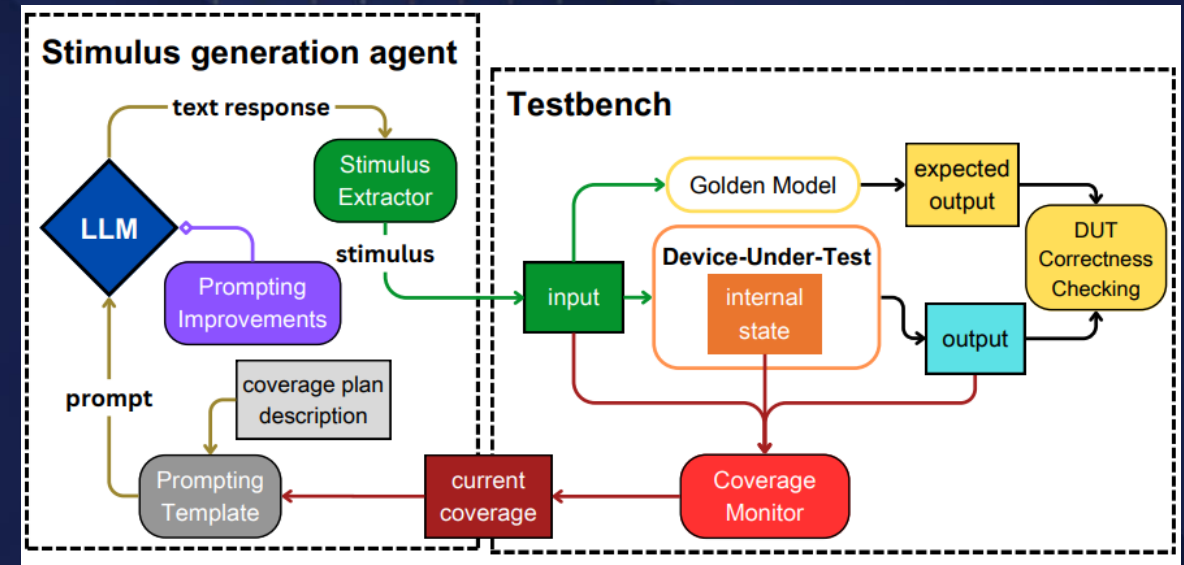 Stimulus generation agent
text response
Stimulus
Extractor
LLM
stimulus
Prompting
Improvements
coverage plan
description
prompt
Prompting
Template
Testbench
Golden Model
expected
output
Device-Under-Test
internal
state
input
output
DUT
Correctness
Checking
current
coverage
Coverage
Monitor